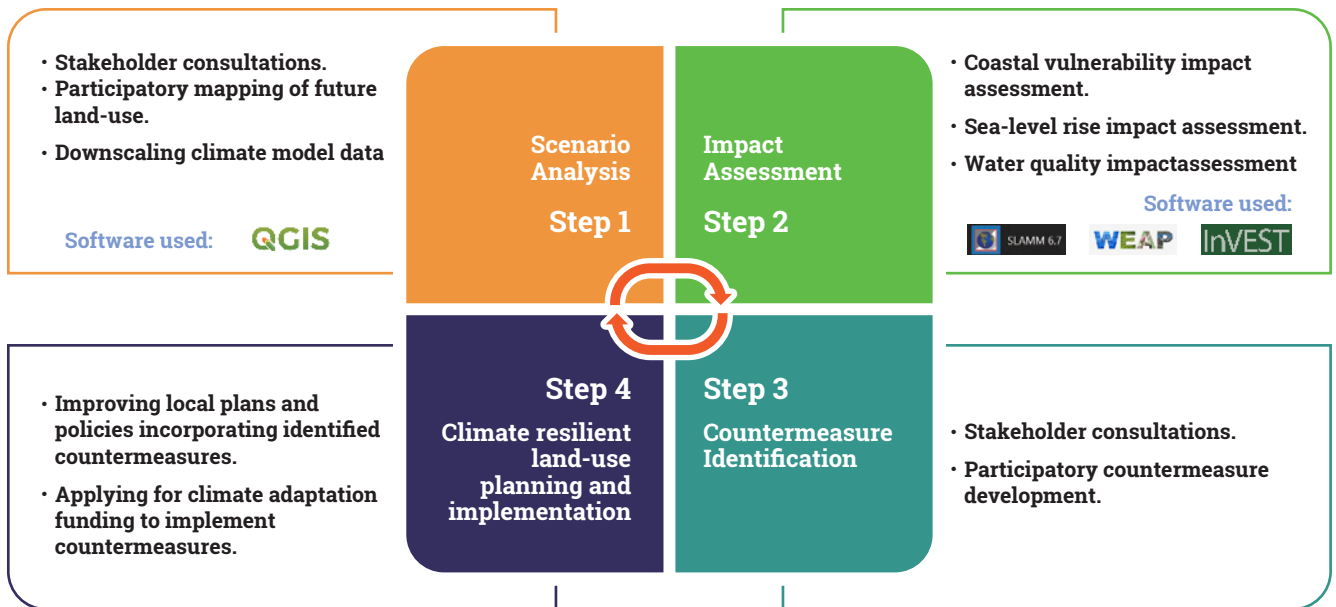 · Stakeholder consultations.
· Participatory mapping of future
land-use.
· Downscaling climate model data
Software used:
QGIS
Scenario
Analysis
Step 1
Impact
Assessment
Step 2
· Coastal vulnerability impact
assessment.
· Sea-level rise impact assessment.
· Water quality impactassessment
Software used:
SLAMM 6.7
WEAP
InVEST
Step 4
Climate resilient
land-use
planning and
implementation
· Improving local plans and
policies incorporating identified
countermeasures.
· Applying for climate adaptation
funding to implement
countermeasures.
Step 3
Countermeasure
Identification
· Stakeholder consultations.
· Participatory countermeasure
development.